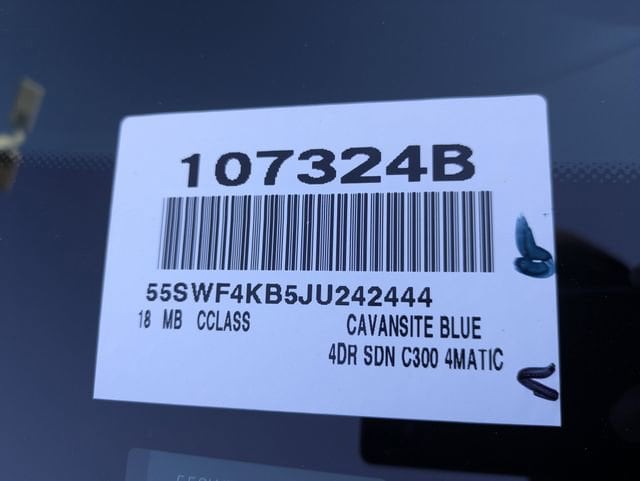 107324B
55SWF4KB5JU242444
18 MB CCLASS CAVANSITE BLUE
4DR SDN C300 4MATIC